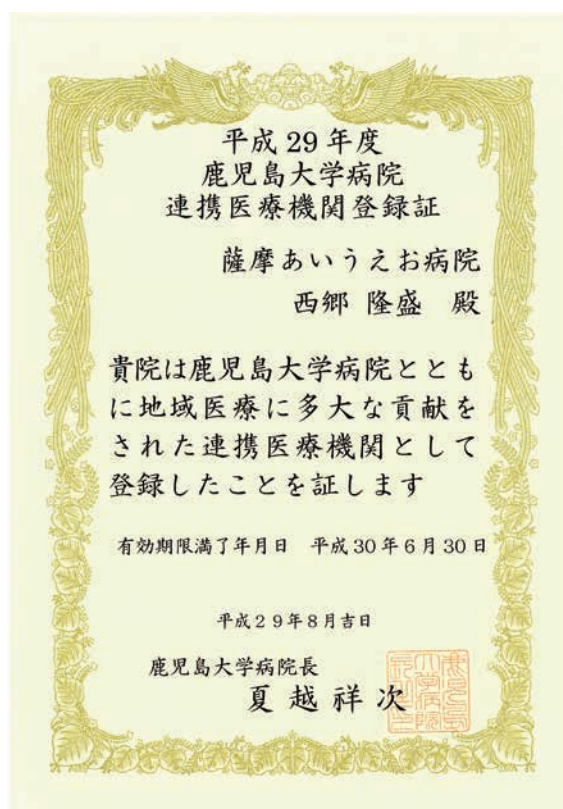 平成 29 年度
鹿児島大学病院
連携医療機関登録証
薩摩あいうえお病院
西郷 隆盛 殿
貴院は鹿児島大学病院ととも
に地域医療に多大な貢献を
された連携医療機関として
登録したことを証します
有効期限満了年月日 平成30年6月30日
平成29年8月吉日
鹿児島大学病院長
夏越祥次